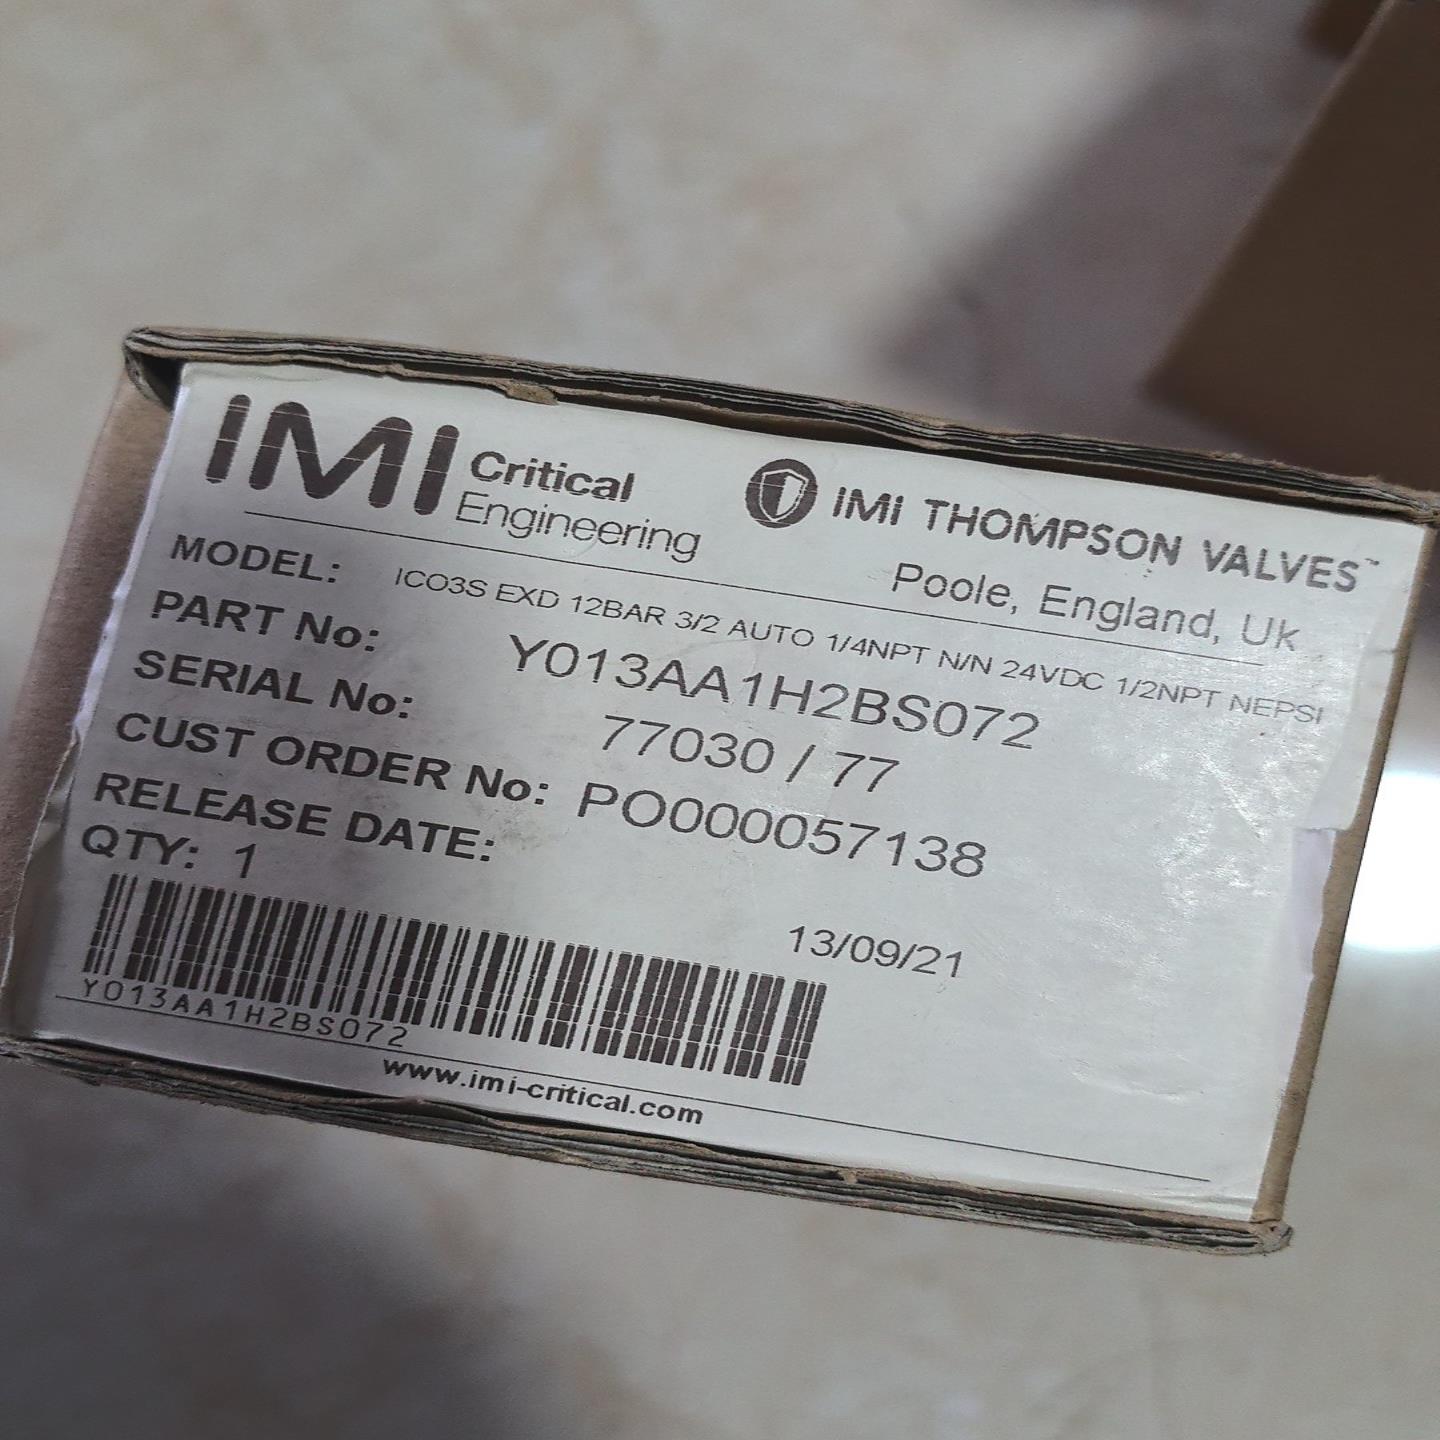 IMI Critical Engineering
IMI THOMPSON VALVES™
Poole, England, Uk
MODEL: ICO3S EXD 12BAR 3/2 AUTO 1/4NPT N/N 24VDC 1/2NPT NEPSI
PART No: Y013AA1H2BS072
SERIAL No: 77030 / 77
CUST ORDER No: PO000057138
RELEASE DATE: 13/09/21
QTY: 1
Y013AA1H2BS072
www.imi-critical.com